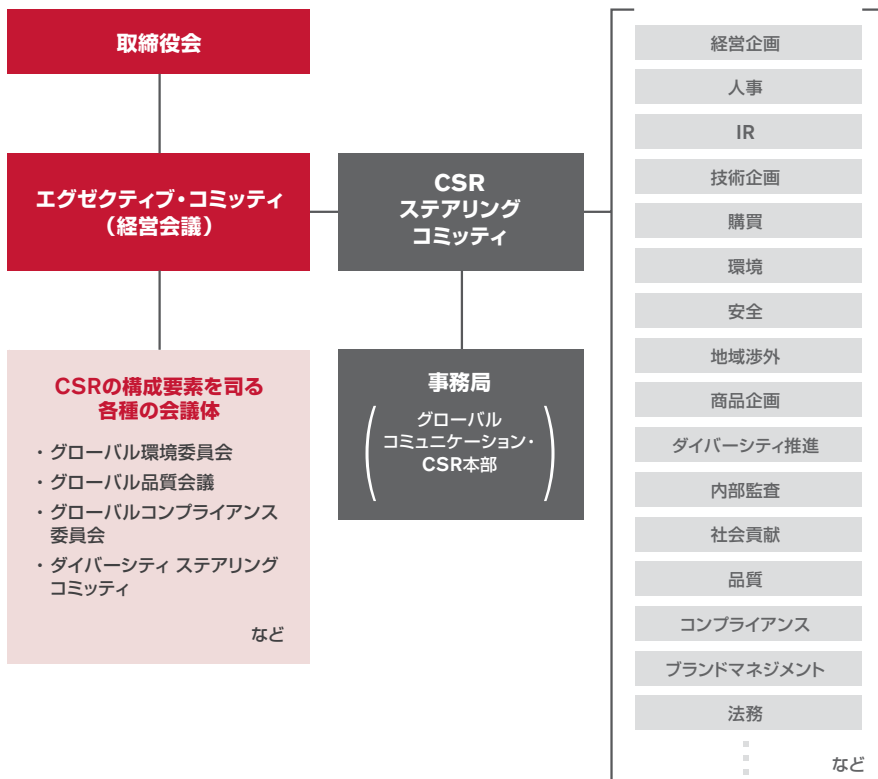 取締役会
エグゼクティブ・コミッティ
(経営会議)
CSRの構成要素を司る
各種の会議体
・グローバル環境委員会
・グローバル品質会議
・グローバルコンプライアンス
委員会
・ダイバーシティ ステアリング
コミッティ
など
CSR
ステアリング
コミッティ
事務局
グローバル
コミュニケーション・
CSR本部
経営企画
人事
IR
技術企画
購買
環境
安全
地域渉外
商品企画
ダイバーシティ推進
内部監査
社会貢献
品質
コンプライアンス
ブランドマネジメント
法務
など